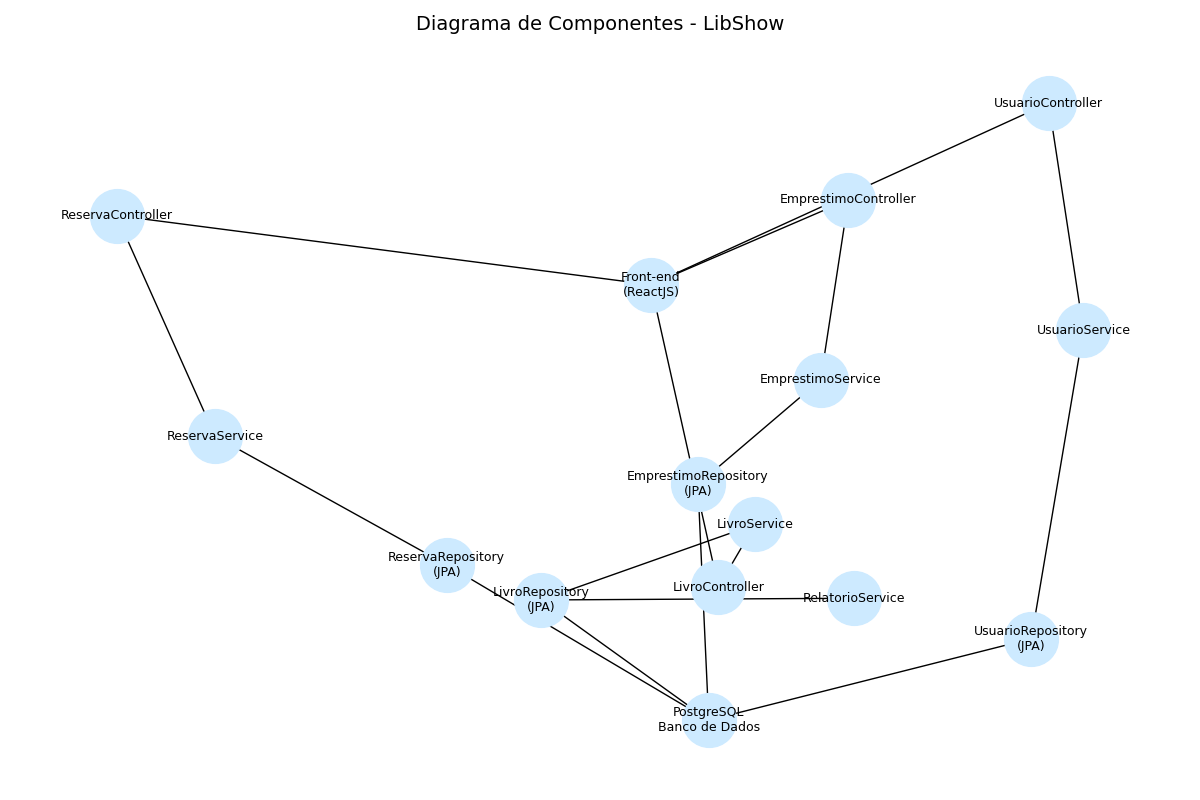 Diagrama de Componentes - LibShow
UsuarioController
EmprestimoController
ReservaController
Front-end
(ReactJS)
UsuarioService
EmprestimoService
ReservaService
EmprestimoRepository
(JPA)
LivroService
ReservaRepository
(JPA)
LivroController
LivroRepository
(JPA)
RelatorioService
UsuarioRepository
(JPA)
PostgreSQL
Banco de Dados